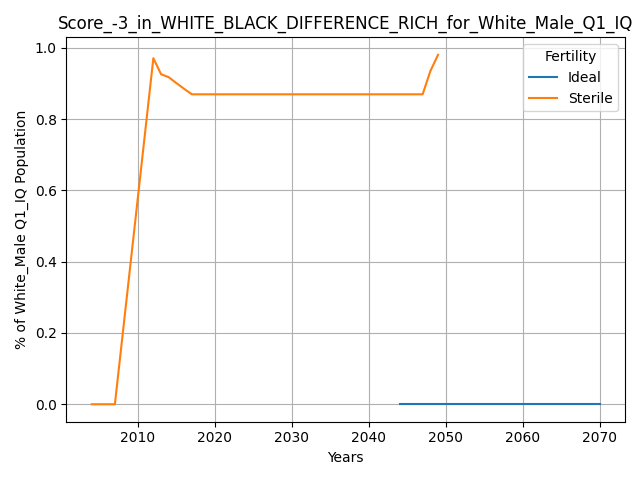 Score_-3_in_WHITE_BLACK_DIFFERENCE_RICH_for_White_Male_Q1_IQ
Fertility
Ideal
Sterile
% of White_Male Q1_IQ Population
1.0
0.8
0.6
0.4
0.2
0.0
2010 2020 2030 2040 2050 2060 2070
Years